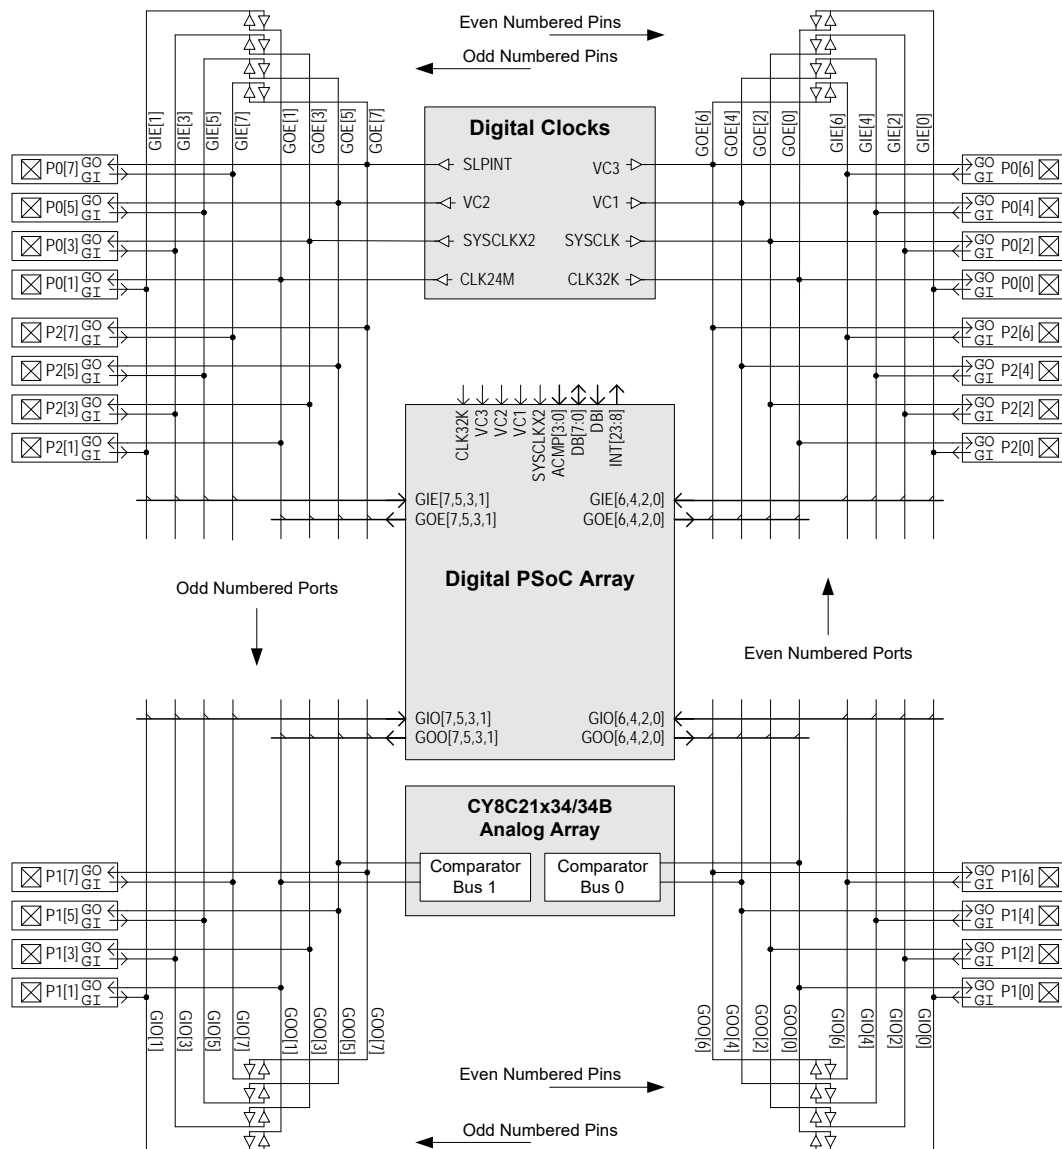 Even Numbered Pins
Odd Numbered Pins
GIE[1]
GIE[3]
GIE[5]
GIE[7]
GOE[1]
GOE[3]
GOE[5]
GOE[7]
GOE[6]
GOE[4]
GOE[2]
GOE[0]
GIE[6]
GIE[4]
GIE[2]
GIE[0]
Digital Clocks
SLPINT
VC3
VC2
VC1
SYSCLKX2
SYSCLK
CLK24M
CLK32K
P0[7] GO
GI
P0[5] GO
GI
P0[3] GO
GI
P0[1] GO
GI
P2[7] GO
GI
P2[5] GO
GI
P2[3] GO
GI
P2[1] GO
GI
GO P0[6]
GI
GO P0[4]
GI
GO P0[2]
GI
GO P0[0]
GI
GO P2[6]
GI
GO P2[4]
GI
GO P2[2]
GI
GO P2[0]
GI
CLK32K
VC3
VC2
VC1
SYSCLKX2
ACMP[3:0]
DB[7:0]
DBI
INT[23:8]
GIE[7,5,3,1]
GIE[6,4,2,0]
GOE[7,5,3,1]
GOE[6,4,2,0]
Digital PSoC Array
Odd Numbered Ports
Even Numbered Ports
GIO[7,5,3,1]
GIO[6,4,2,0]
GOO[7,5,3,1]
GOO[6,4,2,0]
CY8C21x34/34B
Analog Array
Comparator
Bus 1
Comparator
Bus 0
P1[7] GO
GI
P1[5] GO
GI
P1[3] GO
GI
P1[1] GO
GI
GO P1[6]
GI
GO P1[4]
GI
GO P1[2]
GI
GO P1[0]
GI
GIO[1]
GIO[3]
GIO[5]
GIO[7]
GOO[1]
GOO[3]
GOO[5]
GOO[7]
GOO[6]
GOO[4]
GOO[2]
GOO[0]
GIO[6]
GIO[4]
GIO[2]
GIO[0]
Even Numbered Pins
Odd Numbered Pins